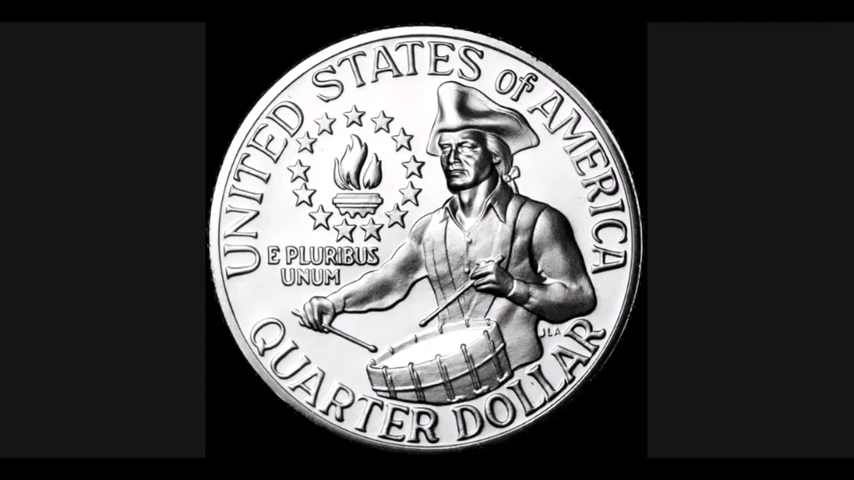 UNITED STATES of AMERICA
E PLURIBUS
UNUM
JLA
QUARTER DOLLAR